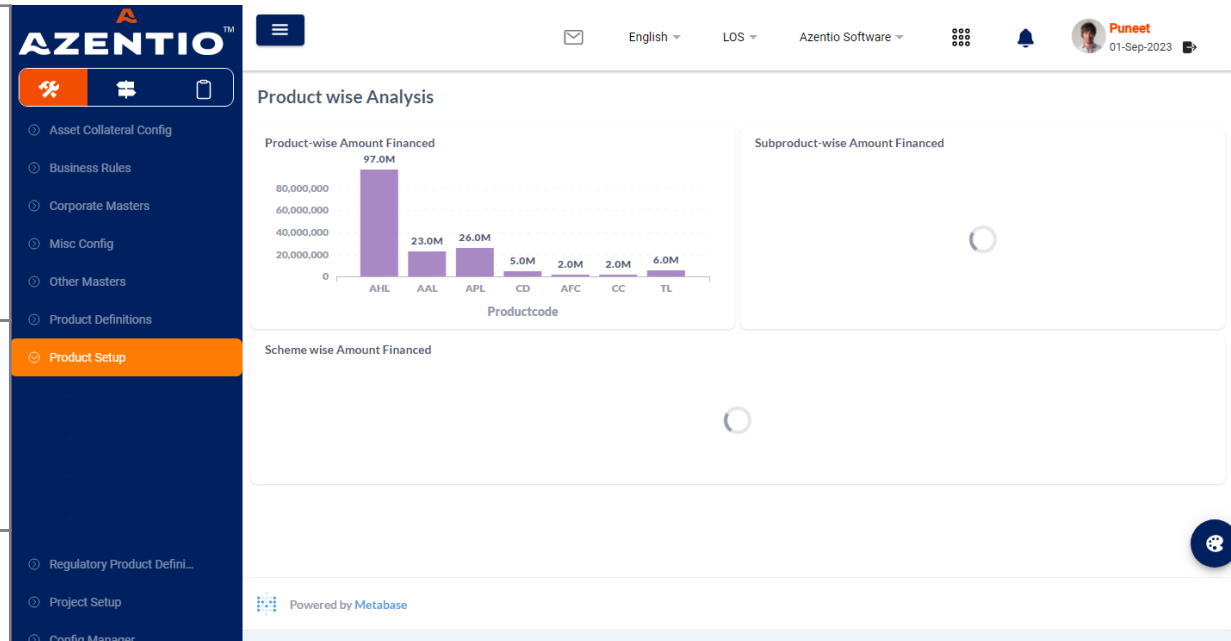 AZENTIO™
English
LOS
Azentio Software
Puneet
01-Sep-2023
Asset Collateral Config
Business Rules
Corporate Masters
Misc Config
Other Masters
Product Definitions
Product Setup
Regulatory Product Defini...
Project Setup
Config Manager
Product wise Analysis
Product-wise Amount Financed
97.0M
80,000,000
60,000,000
40,000,000
20,000,000
0
23.0M
26.0M
5.0M
2.0M
2.0M
6.0M
AHL AAL APL CD AFC CC TL
Productcode
Subproduct-wise Amount Financed
Scheme wise Amount Financed
Powered by Metabase